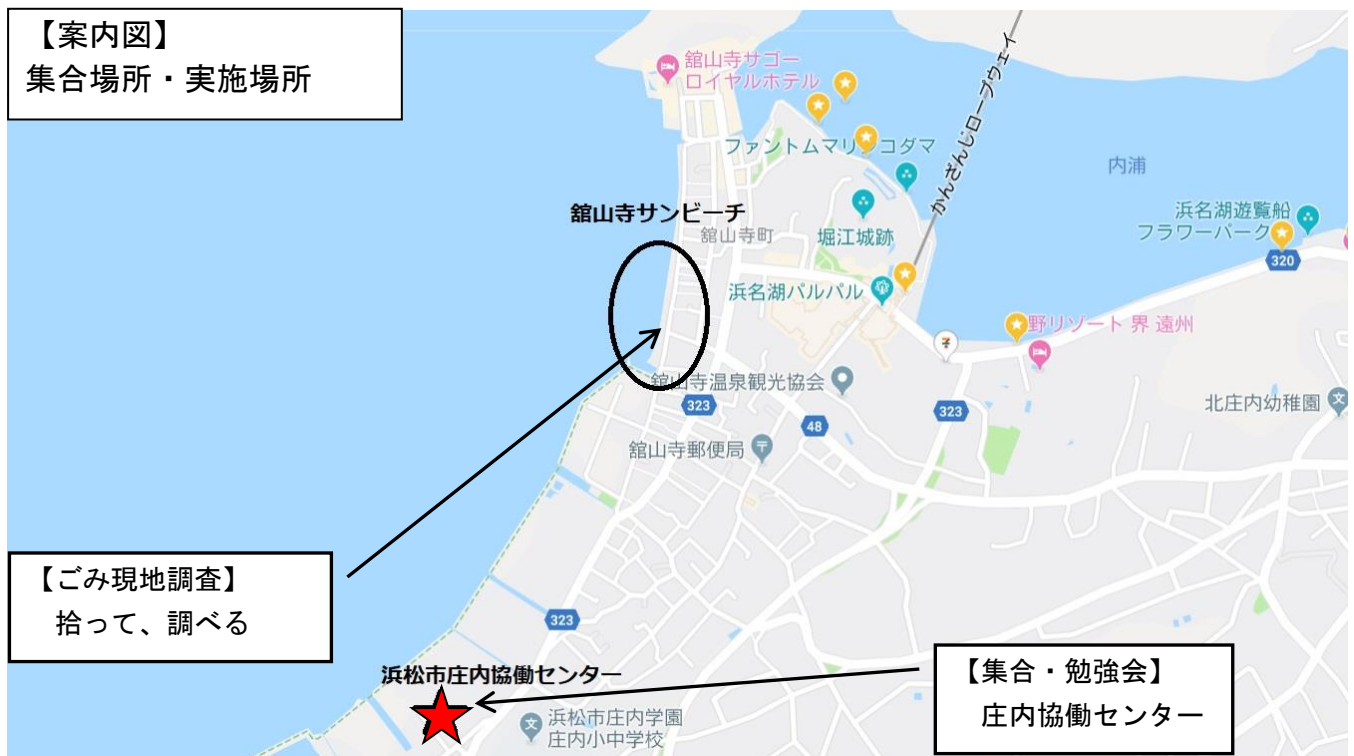 【案内図】
集合場所・実施場所
舘山寺サゴー
ロイヤルホテル
ファントムマリンコダマ
かんざんじロープウェイ
内浦
舘山寺サンビーチ
舘山寺町
堀江城跡
浜名湖遊覧船
フラワーパーク
320
浜名湖パルパル
野リゾート 界 遠州
舘山寺温泉観光協会
323
48
323
北庄内幼稚園
文
舘山寺郵便局
【ごみ現地調査】
拾って、調べる
323
浜松市庄内協働センター
文
浜松市庄内学園
庄内小中学校
【集合・勉強会】
庄内協働センター